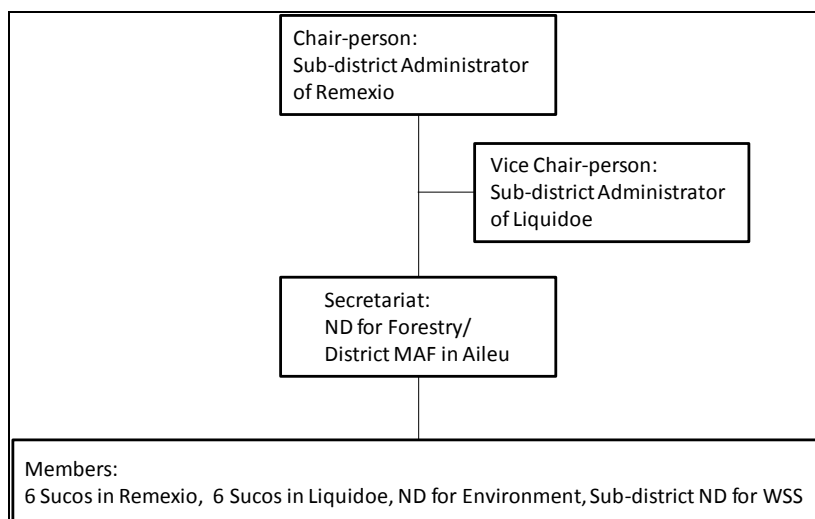 Chair-person:
Sub-district Administrator
of Remexio
Vice Chair-person:
Sub-district Administrator
of Liquidoe
Secretariat:
ND for Forestry/
District MAF in Aileu
Members:
6 Sucos in Remexio, 6 Sucos in Liquidoe, ND for Environment, Sub-district ND for WSS